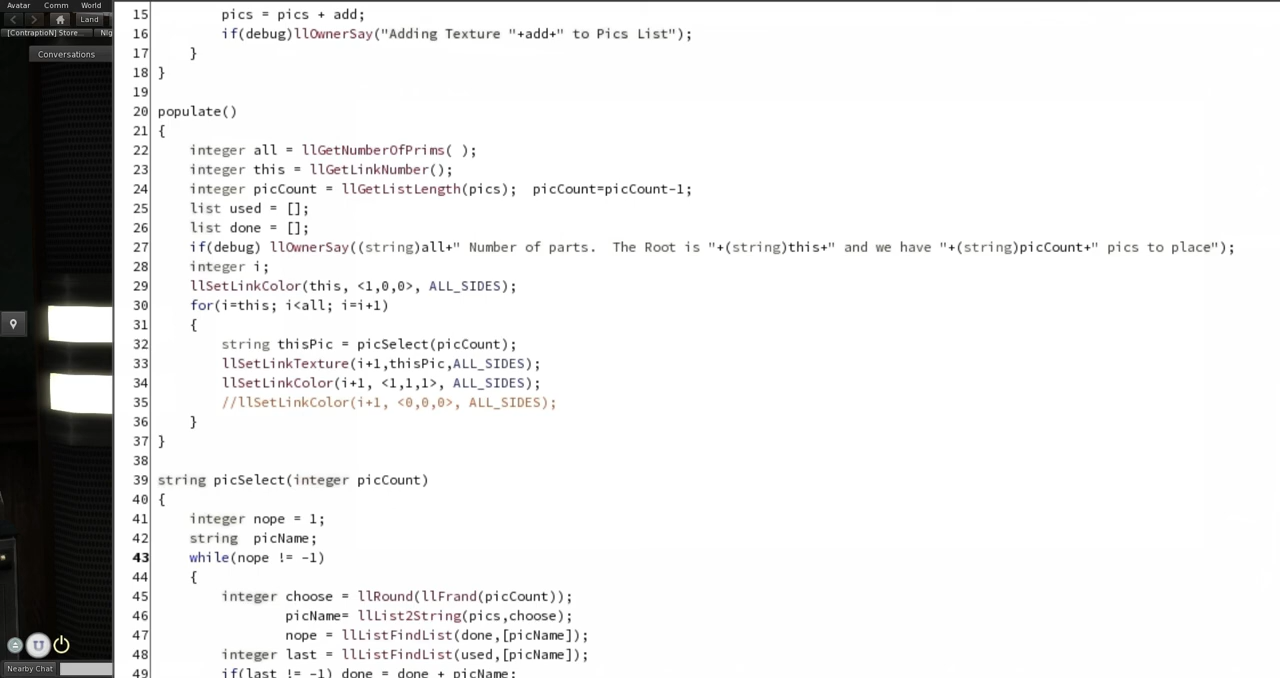 Avatar Comm World
Land
[ContraptioN] Store... Nig
Conversations
15 pics = pics + add;
16 if(debug)llOwnerSay("Adding Texture "+add+" to Pics List");
17 }
18 }
19
20 populate()
21 {
22 integer all = llGetNumberOfPrims( );
23 integer this = llGetLinkNumber();
24 integer picCount = llGetListLength(pics);  picCount=picCount-1;
25 list used = [];
26 list done = [];
27 if(debug) llOwnerSay((string)all+" Number of parts.  The Root is "+(string)this+" and we have "+(string)picCount+" pics to place");
28 integer i;
29 llSetLinkColor(this, <1,0,0>, ALL_SIDES);
30 for(i=this; i<all; i=i+1)
31 {
32 string thisPic = picSelect(picCount);
33 llSetLinkTexture(i+1,thisPic,ALL_SIDES);
34 llSetLinkColor(i+1, <1,1,1>, ALL_SIDES);
35 //llSetLinkColor(i+1, <0,0,0>, ALL_SIDES);
36 }
37 }
38
39 string picSelect(integer picCount)
40 {
41 integer nope = 1;
42 string  picName;
43 while(nope != -1)
44 {
45 integer choose = llRound(llFrand(picCount));
46 picName= llList2String(pics,choose);
47 nope = llListFindList(done,[picName]);
48 integer last = llListFindList(used,[picName]);
49 if(last != -1) done = done + picName;
Nearby Chat